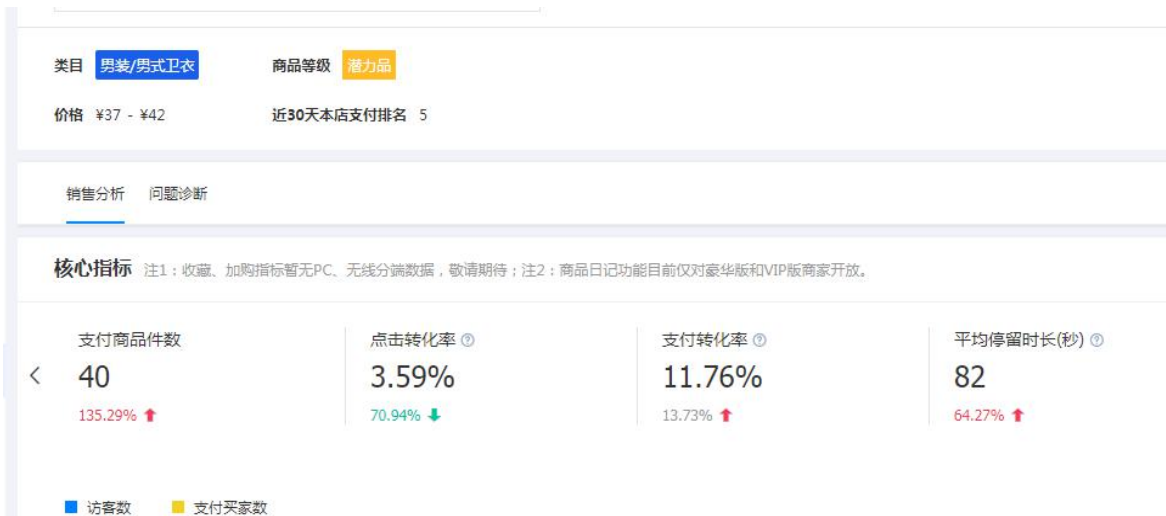 类目 男装/男式卫衣 商品等级 潜力品
价格 ¥37 - ¥42 近30天本店支付排名 5
销售分析 问题诊断
核心指标 注1：收藏、加购指标暂无PC、无线分端数据，敬请期待；注2：商品日记功能目前仅对豪华版和VIP版商家开放。
支付商品件数 点击转化率 支付转化率 平均停留时长(秒)
40 3.59% 11.76% 82
135.29% 70.94% 13.73% 64.27%
访客数 支付买家数